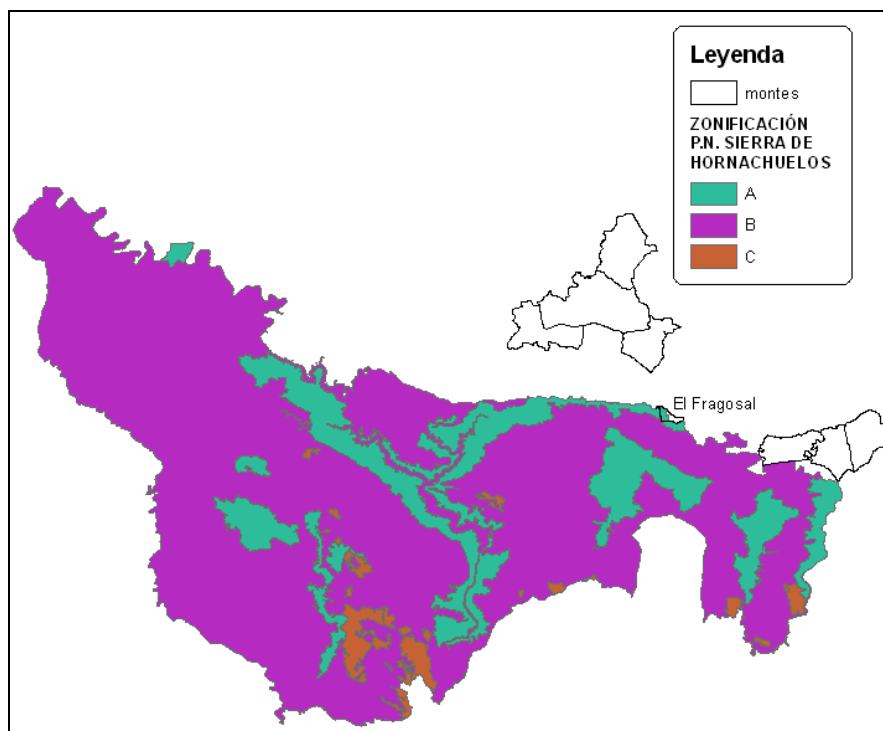 Leyenda
montes
ZONIFICACIÓN
P.N. SIERRA DE
HORNACHUELOS
A
B
C
El Fragosal